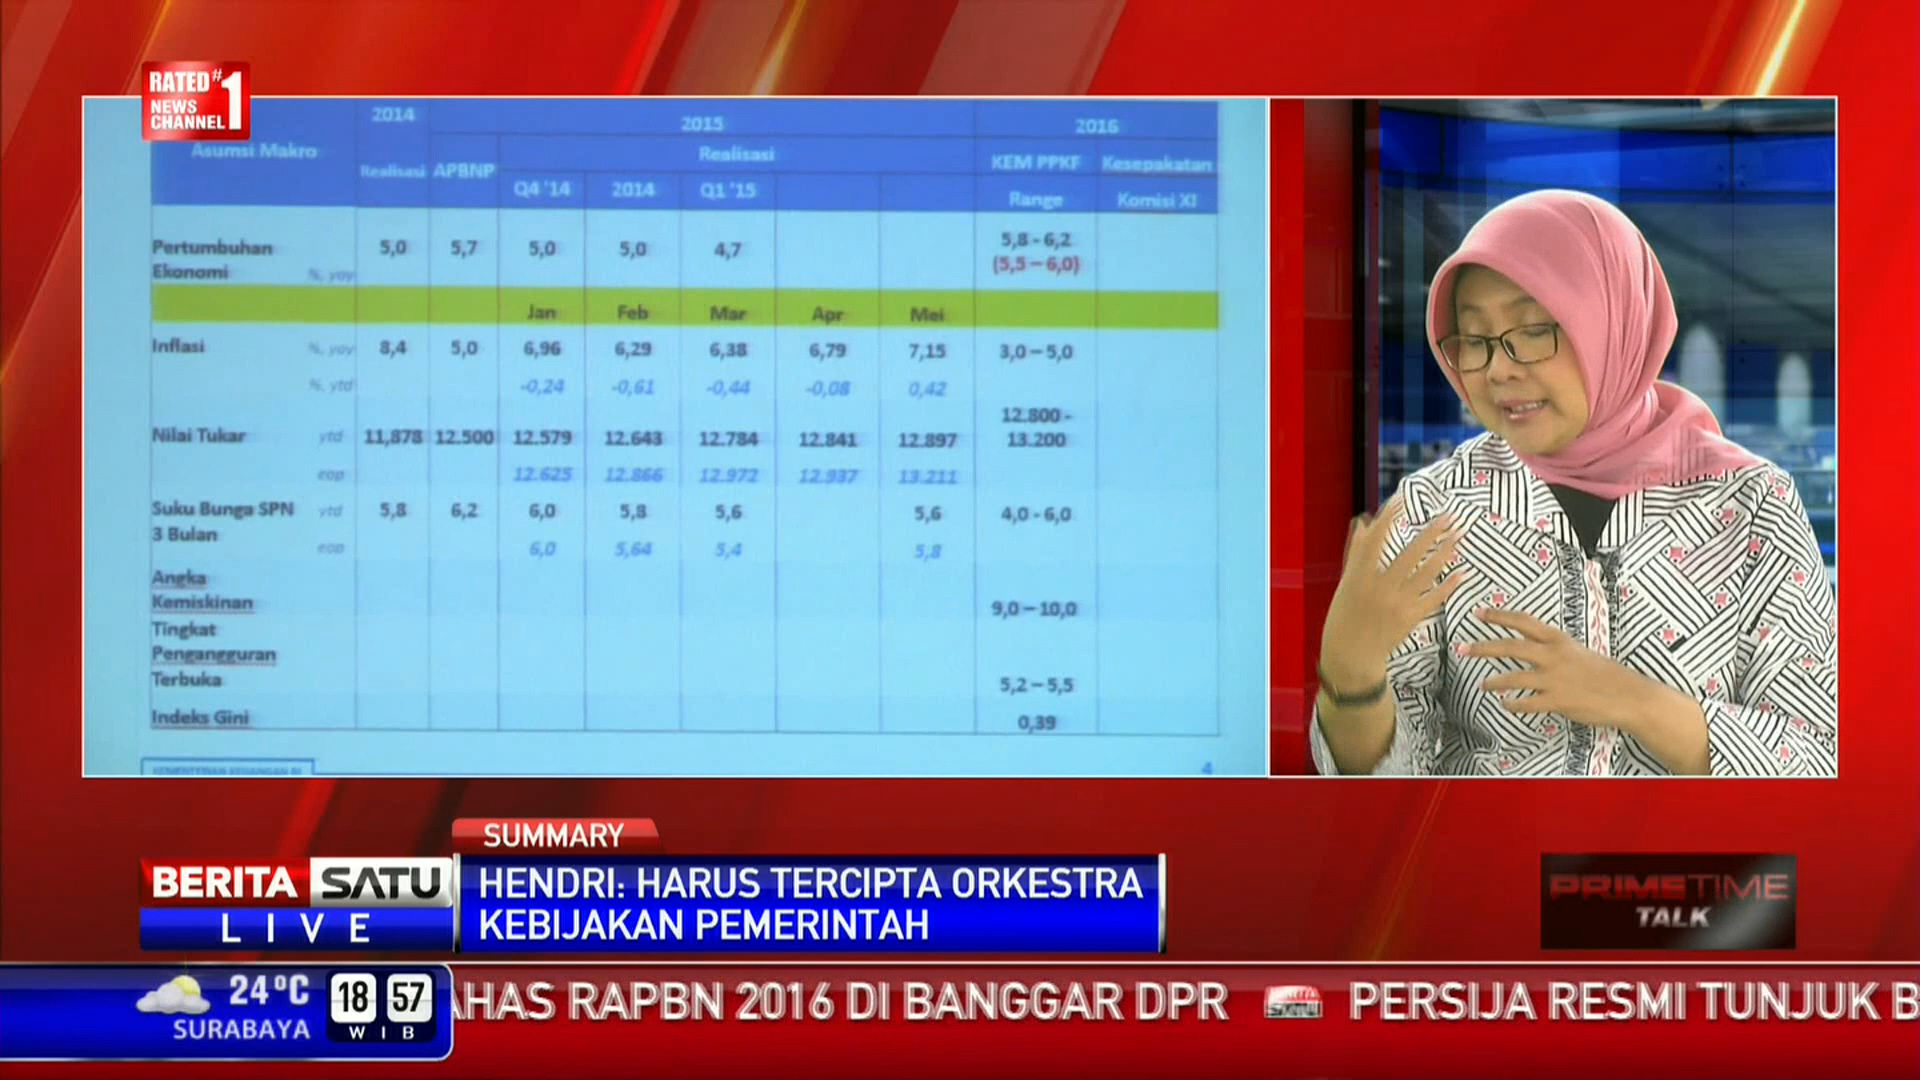 RATED #1
NEWS
CHANNEL
Asumsi Makro 2014 2015 2016
Realisasi APBNP Realisasi KEM PPKF Kesepakatan
Q4 '14 2014 Q1 '15 Range Komisi XI
Pertumbuhan Ekonomi %, yoy 5,0 5,7 5,0 5,0 4,7 5,8 - 6,2
(5,5 – 6,0)
Jan Feb Mar Apr Mei
Inflasi %, yoy 8,4 5,0 6,96 6,29 6,38 6,79 7,15 3,0 – 5,0
%, ytd -0,24 -0,61 -0,44 -0,08 0,42
Nilai Tukar ytd 11,878 12.500 12.579 12.643 12.784 12.841 12.897 12.800 - 13.200
eop 12.625 12.866 12.972 12.937 13.211
Suku Bunga SPN 3 Bulan ytd 5,8 6,2 6,0 5,8 5,6 5,6 4,0 - 6,0
eop 6,0 5,64 5,4 5,8
Angka
Kemiskinan 9,0 – 10,0
Tingkat
Pengangguran
Terbuka 5,2 – 5,5
Indeks Gini 0,39
KEMENTERIAN KEUANGAN RI 4
SUMMARY
BERITA SATU
LIVE
HENDRI: HARUS TERCIPTA ORKESTRA
KEBIJAKAN PEMERINTAH
PRIMETIME
TALK
24°C
SURABAYA
18 57
WIB
AHAS RAPBN 2016 DI BANGGAR DPR PERSIJA RESMI TUNJUK B